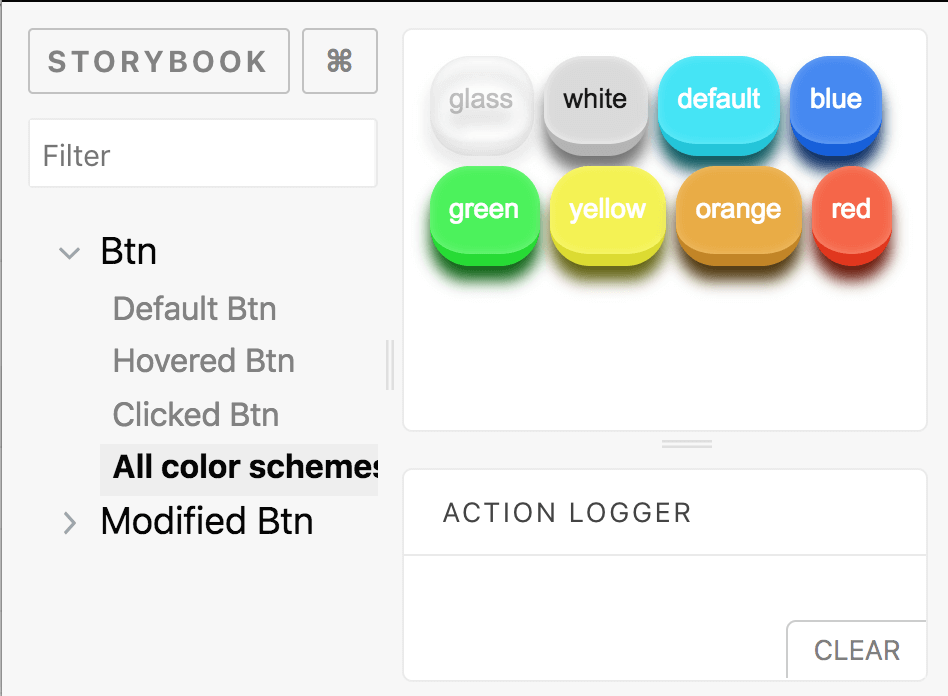 STORYBOOK ⌘
Filter
Btn
Default Btn
Hovered Btn
Clicked Btn
All color schemes
Modified Btn
glass white default blue
green yellow orange red
ACTION LOGGER
CLEAR